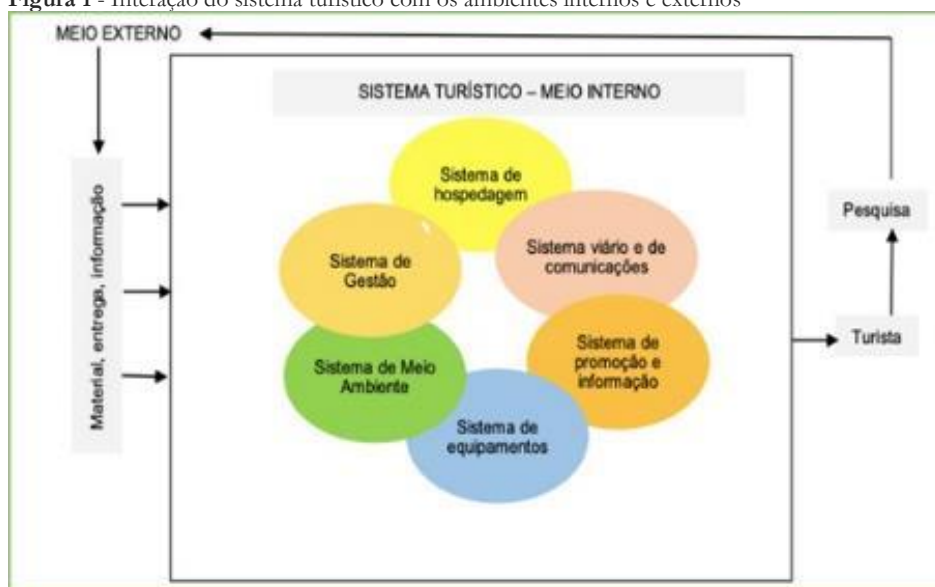 Figura 1 - Interação do sistema turístico com os ambientes internos e externos
MEIO EXTERNO
SISTEMA TURÍSTICO – MEIO INTERNO
Material, entrega, informação
Sistema de
hospedagem
Sistema viário e de
comunicações
Sistema de
Gestão
Sistema de
promoção e
informação
Sistema de Meio
Ambiente
Sistema de
equipamentos
Pesquisa
Turista